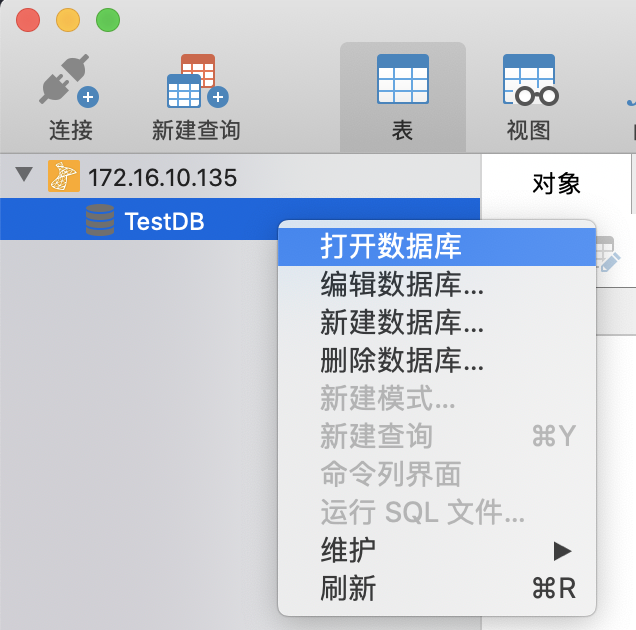 连接
新建查询
表
视图
172.16.10.135
对象
TestDB
打开数据库
编辑数据库...
新建数据库...
删除数据库...
新建模式...
新建查询 ⌘Y
命令列界面
运行 SQL 文件...
维护 ▶
刷新 ⌘R